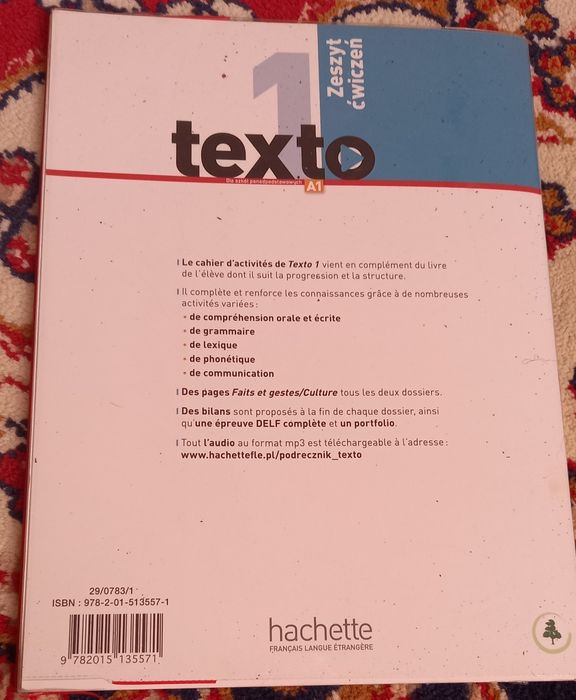 1
Zeszyt
ćwiczeń
texto
Dla szkół ponadpodstawowych A1
Le cahier d'activités de Texto 1 vient en complément du livre
de l'élève dont il suit la progression et la structure.
Il complète et renforce les connaissances grâce à de nombreuses
activités variées :
• de compréhension orale et écrite
• de grammaire
• de lexique
• de phonétique
• de communication
Des pages Faits et gestes/Culture tous les deux dossiers.
Des bilans sont proposés à la fin de chaque dossier, ainsi
qu'une épreuve DELF complète et un portfolio.
Tout l'audio au format mp3 est téléchargeable à l'adresse :
www.hachettefle.pl/podrecznik_texto
29/0783/1
ISBN : 978-2-01-513557-1
9 782015 135571
hachette
FRANÇAIS LANGUE ÉTRANGÈRE